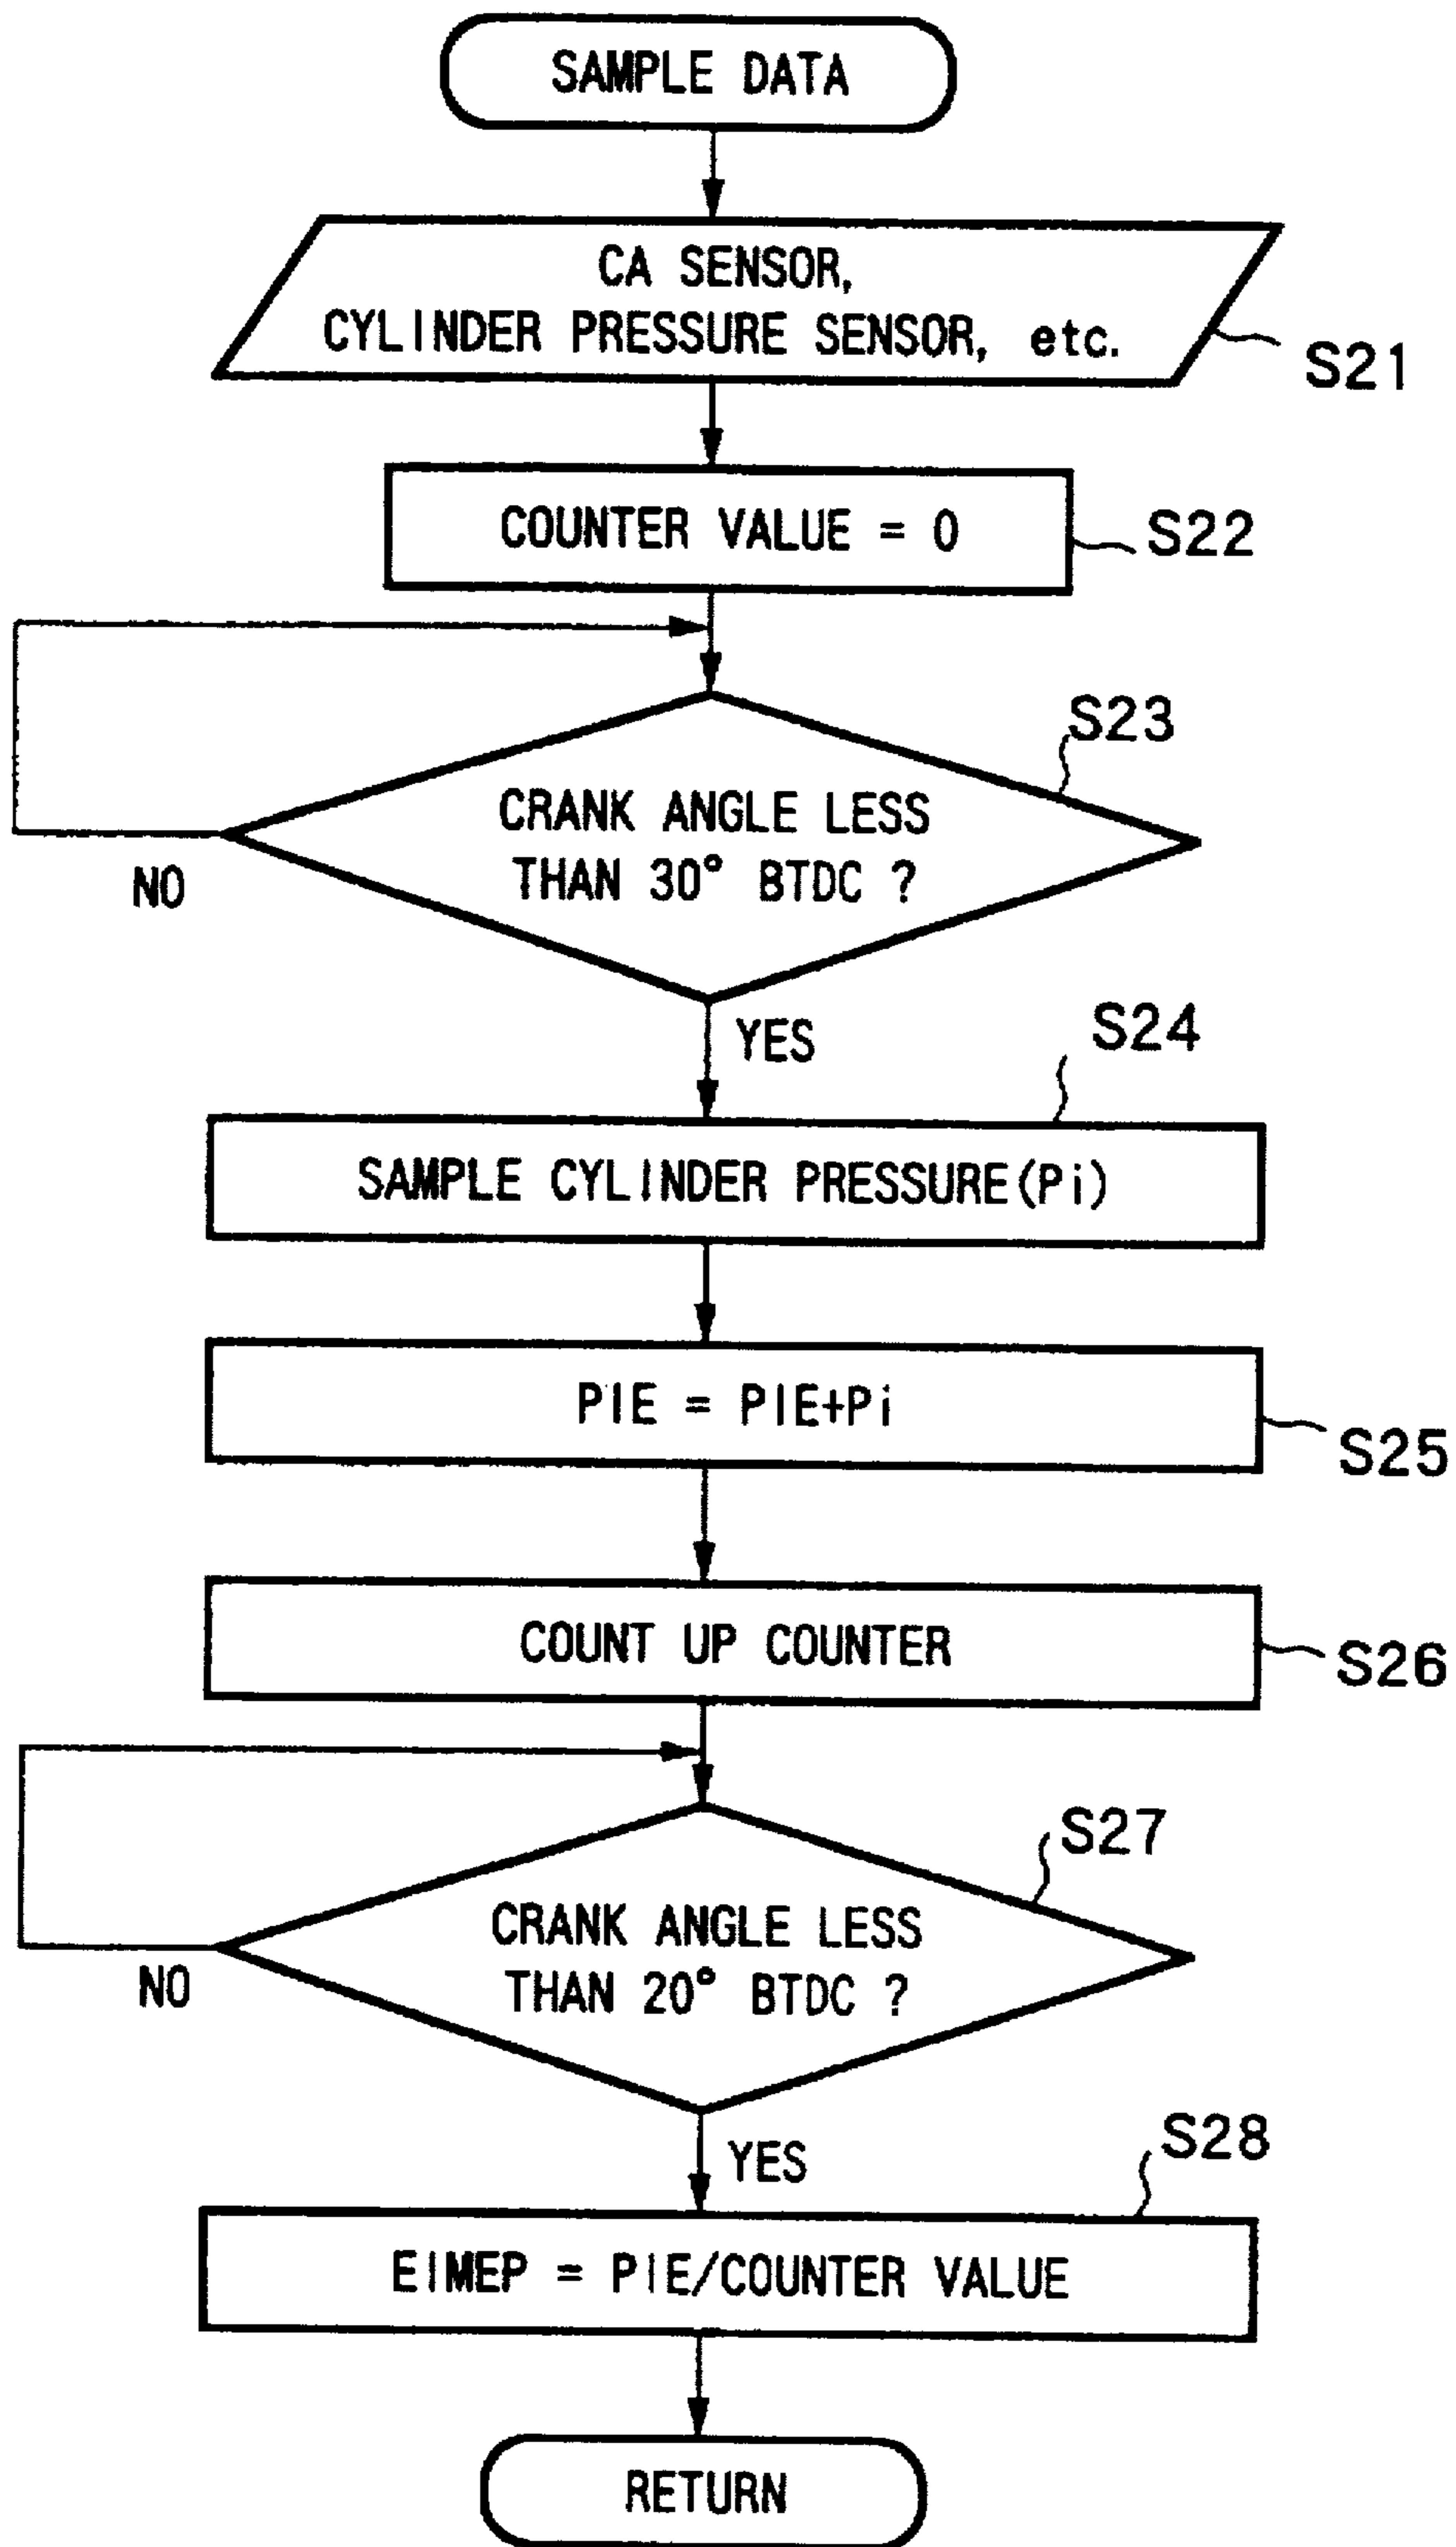 SAMPLE DATA
CA SENSOR,
CYLINDER PRESSURE SENSOR, etc.
S21
COUNTER VALUE = 0
S22
S23
CRANK ANGLE LESS
THAN 30° BTDC ?
NO
YES
S24
SAMPLE CYLINDER PRESSURE(Pi)
PIE = PIE+Pi
S25
COUNT UP COUNTER
S26
S27
CRANK ANGLE LESS
THAN 20° BTDC ?
NO
YES
S28
EIMEP = PIE/COUNTER VALUE
RETURN